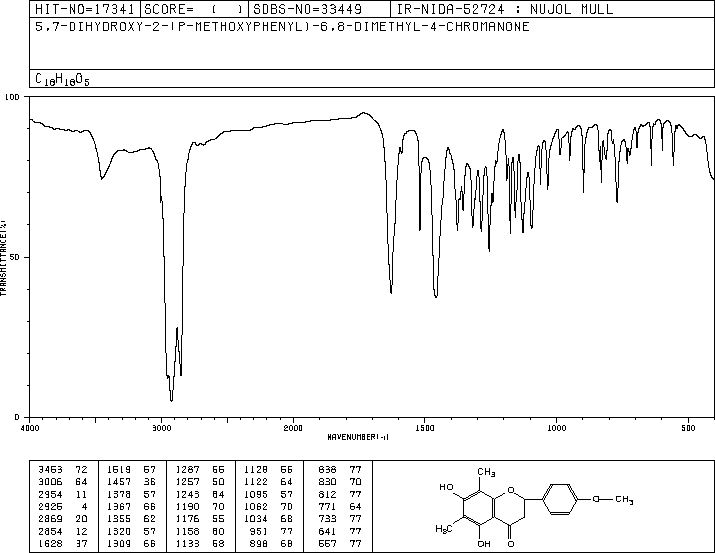 HIT-NO=17341 SCORE= ( ) SDBS-NO=33449 IR-NIDA-52724 : NUJOL MULL
5,7-DIHYDROXY-2-(P-METHOXYPHENYL)-6,8-DIMETHYL-4-CHROMANONE
C18H18O5
100
50
0
TRANSMITTANCE(%)
4000 3000 2000 1500 1000 500
WAVENUMBER(-1)
3453 72 1519 57 1287 55 1128 55 838 77
3006 64 1457 36 1257 50 1122 64 830 70
2954 11 1378 57 1243 64 1095 57 812 77
2925 4 1367 66 1190 70 1062 70 771 64
2869 20 1355 62 1176 55 1034 68 733 77
2854 12 1320 57 1158 60 951 77 641 77
1628 37 1309 66 1133 58 898 68 557 77
CH3
HO
O
O
CH3
H3C
OH
O